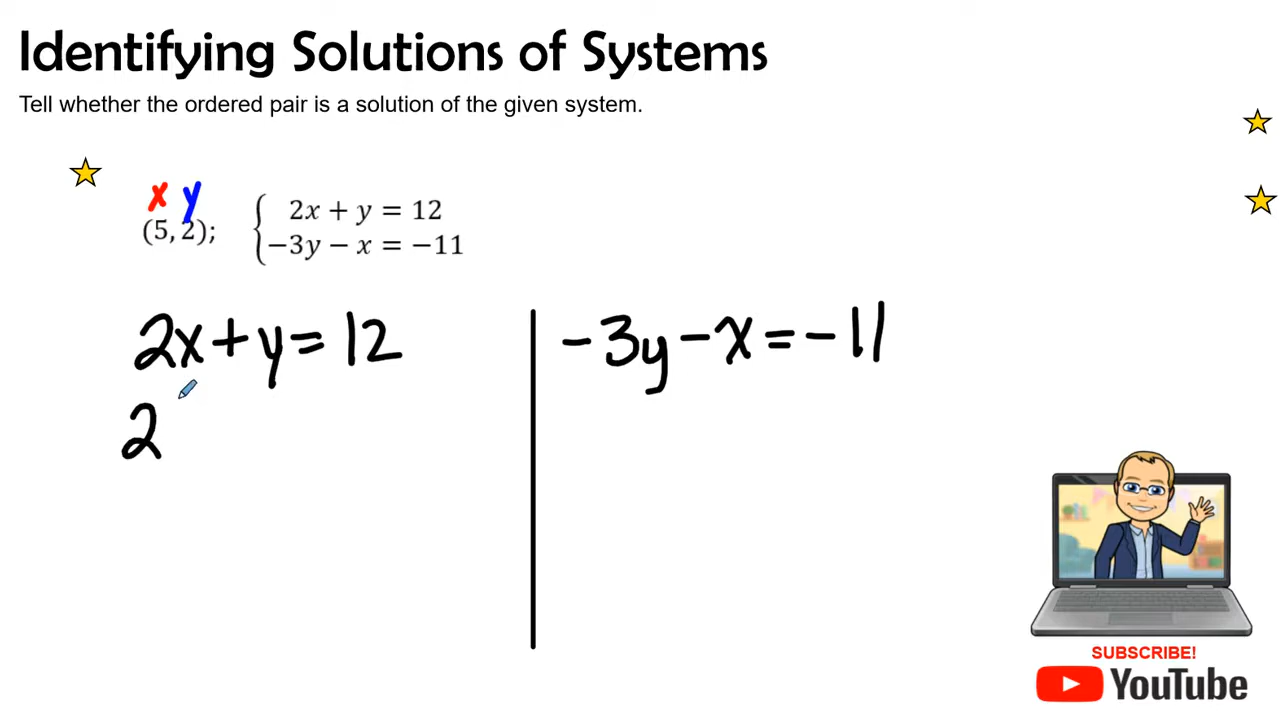 Identifying Solutions of Systems
Tell whether the ordered pair is a solution of the given system.
x y
(5, 2); { 2x + y = 12
−3y − x = −11
2x + y = 12
-3y - x = -11
2
SUBSCRIBE!
YouTube